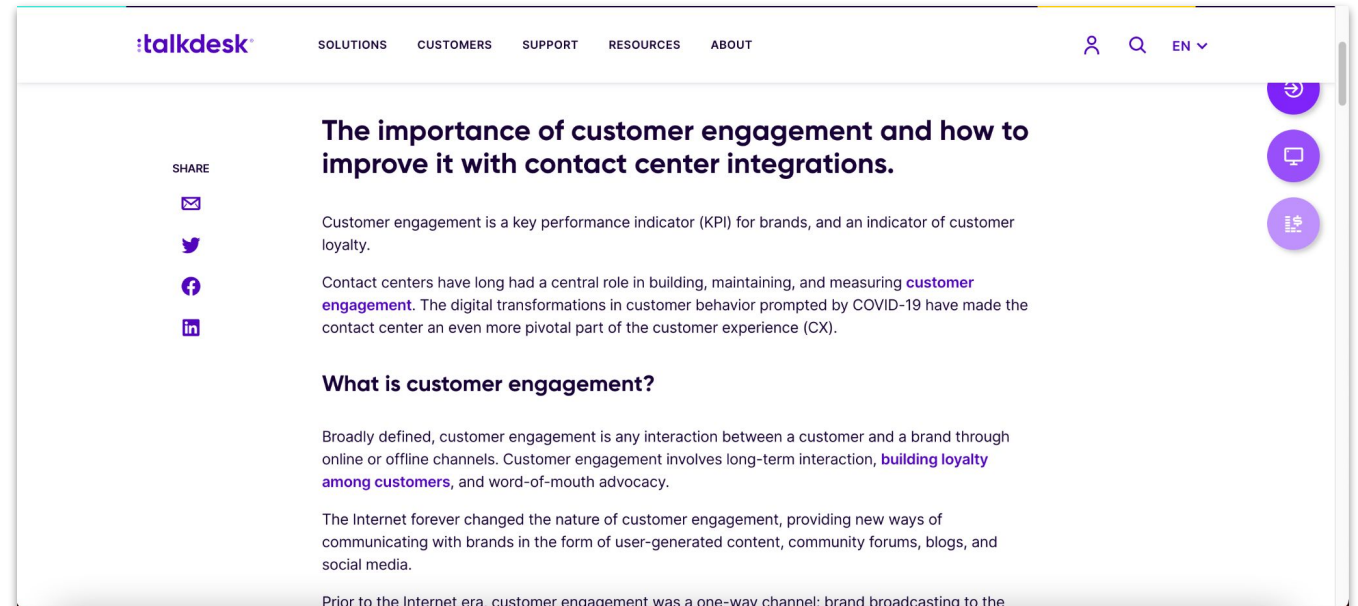 :talkdesk®
SOLUTIONS CUSTOMERS SUPPORT RESOURCES ABOUT
EN
SHARE
The importance of customer engagement and how to
improve it with contact center integrations.
Customer engagement is a key performance indicator (KPI) for brands, and an indicator of customer
loyalty.
Contact centers have long had a central role in building, maintaining, and measuring customer
engagement. The digital transformations in customer behavior prompted by COVID-19 have made the
contact center an even more pivotal part of the customer experience (CX).
What is customer engagement?
Broadly defined, customer engagement is any interaction between a customer and a brand through
online or offline channels. Customer engagement involves long-term interaction, building loyalty
among customers, and word-of-mouth advocacy.
The Internet forever changed the nature of customer engagement, providing new ways of
communicating with brands in the form of user-generated content, community forums, blogs, and
social media.
Prior to the Internet era, customer engagement was a one-way channel: brand broadcasting to the